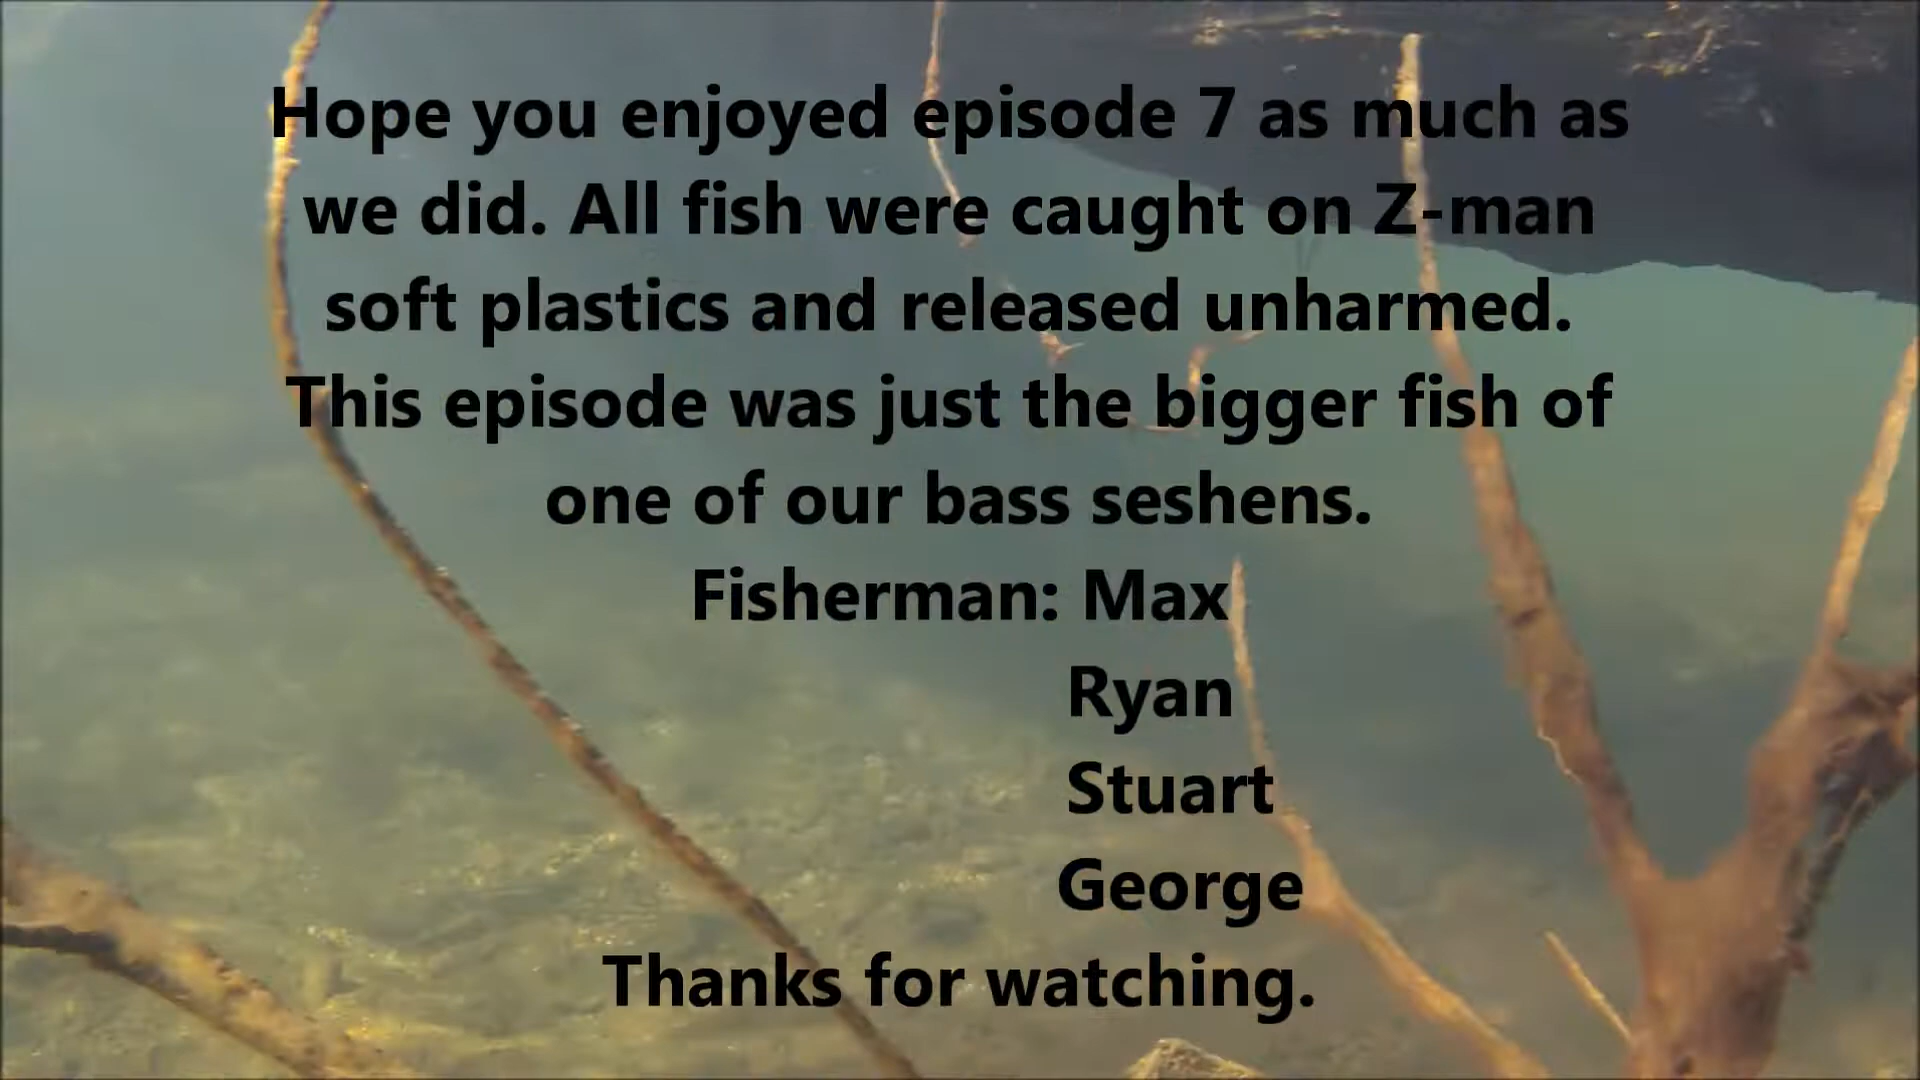 Hope you enjoyed episode 7 as much as
we did. All fish were caught on Z-man
soft plastics and released unharmed.
This episode was just the bigger fish of
one of our bass seshens.
Fisherman: Max
Ryan
Stuart
George
Thanks for watching.